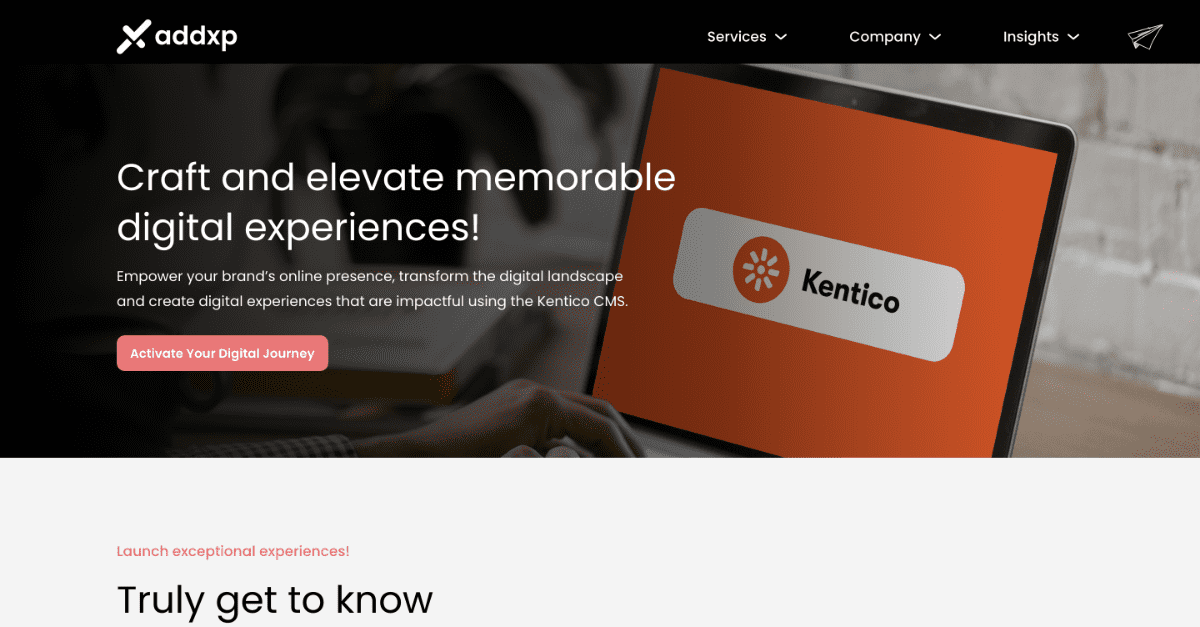 addxp
Services
Company
Insights
Craft and elevate memorable
digital experiences!
Kentico
Empower your brand’s online presence, transform the digital landscape
and create digital experiences that are impactful using the Kentico CMS.
Activate Your Digital Journey
Launch exceptional experiences!
Truly get to know